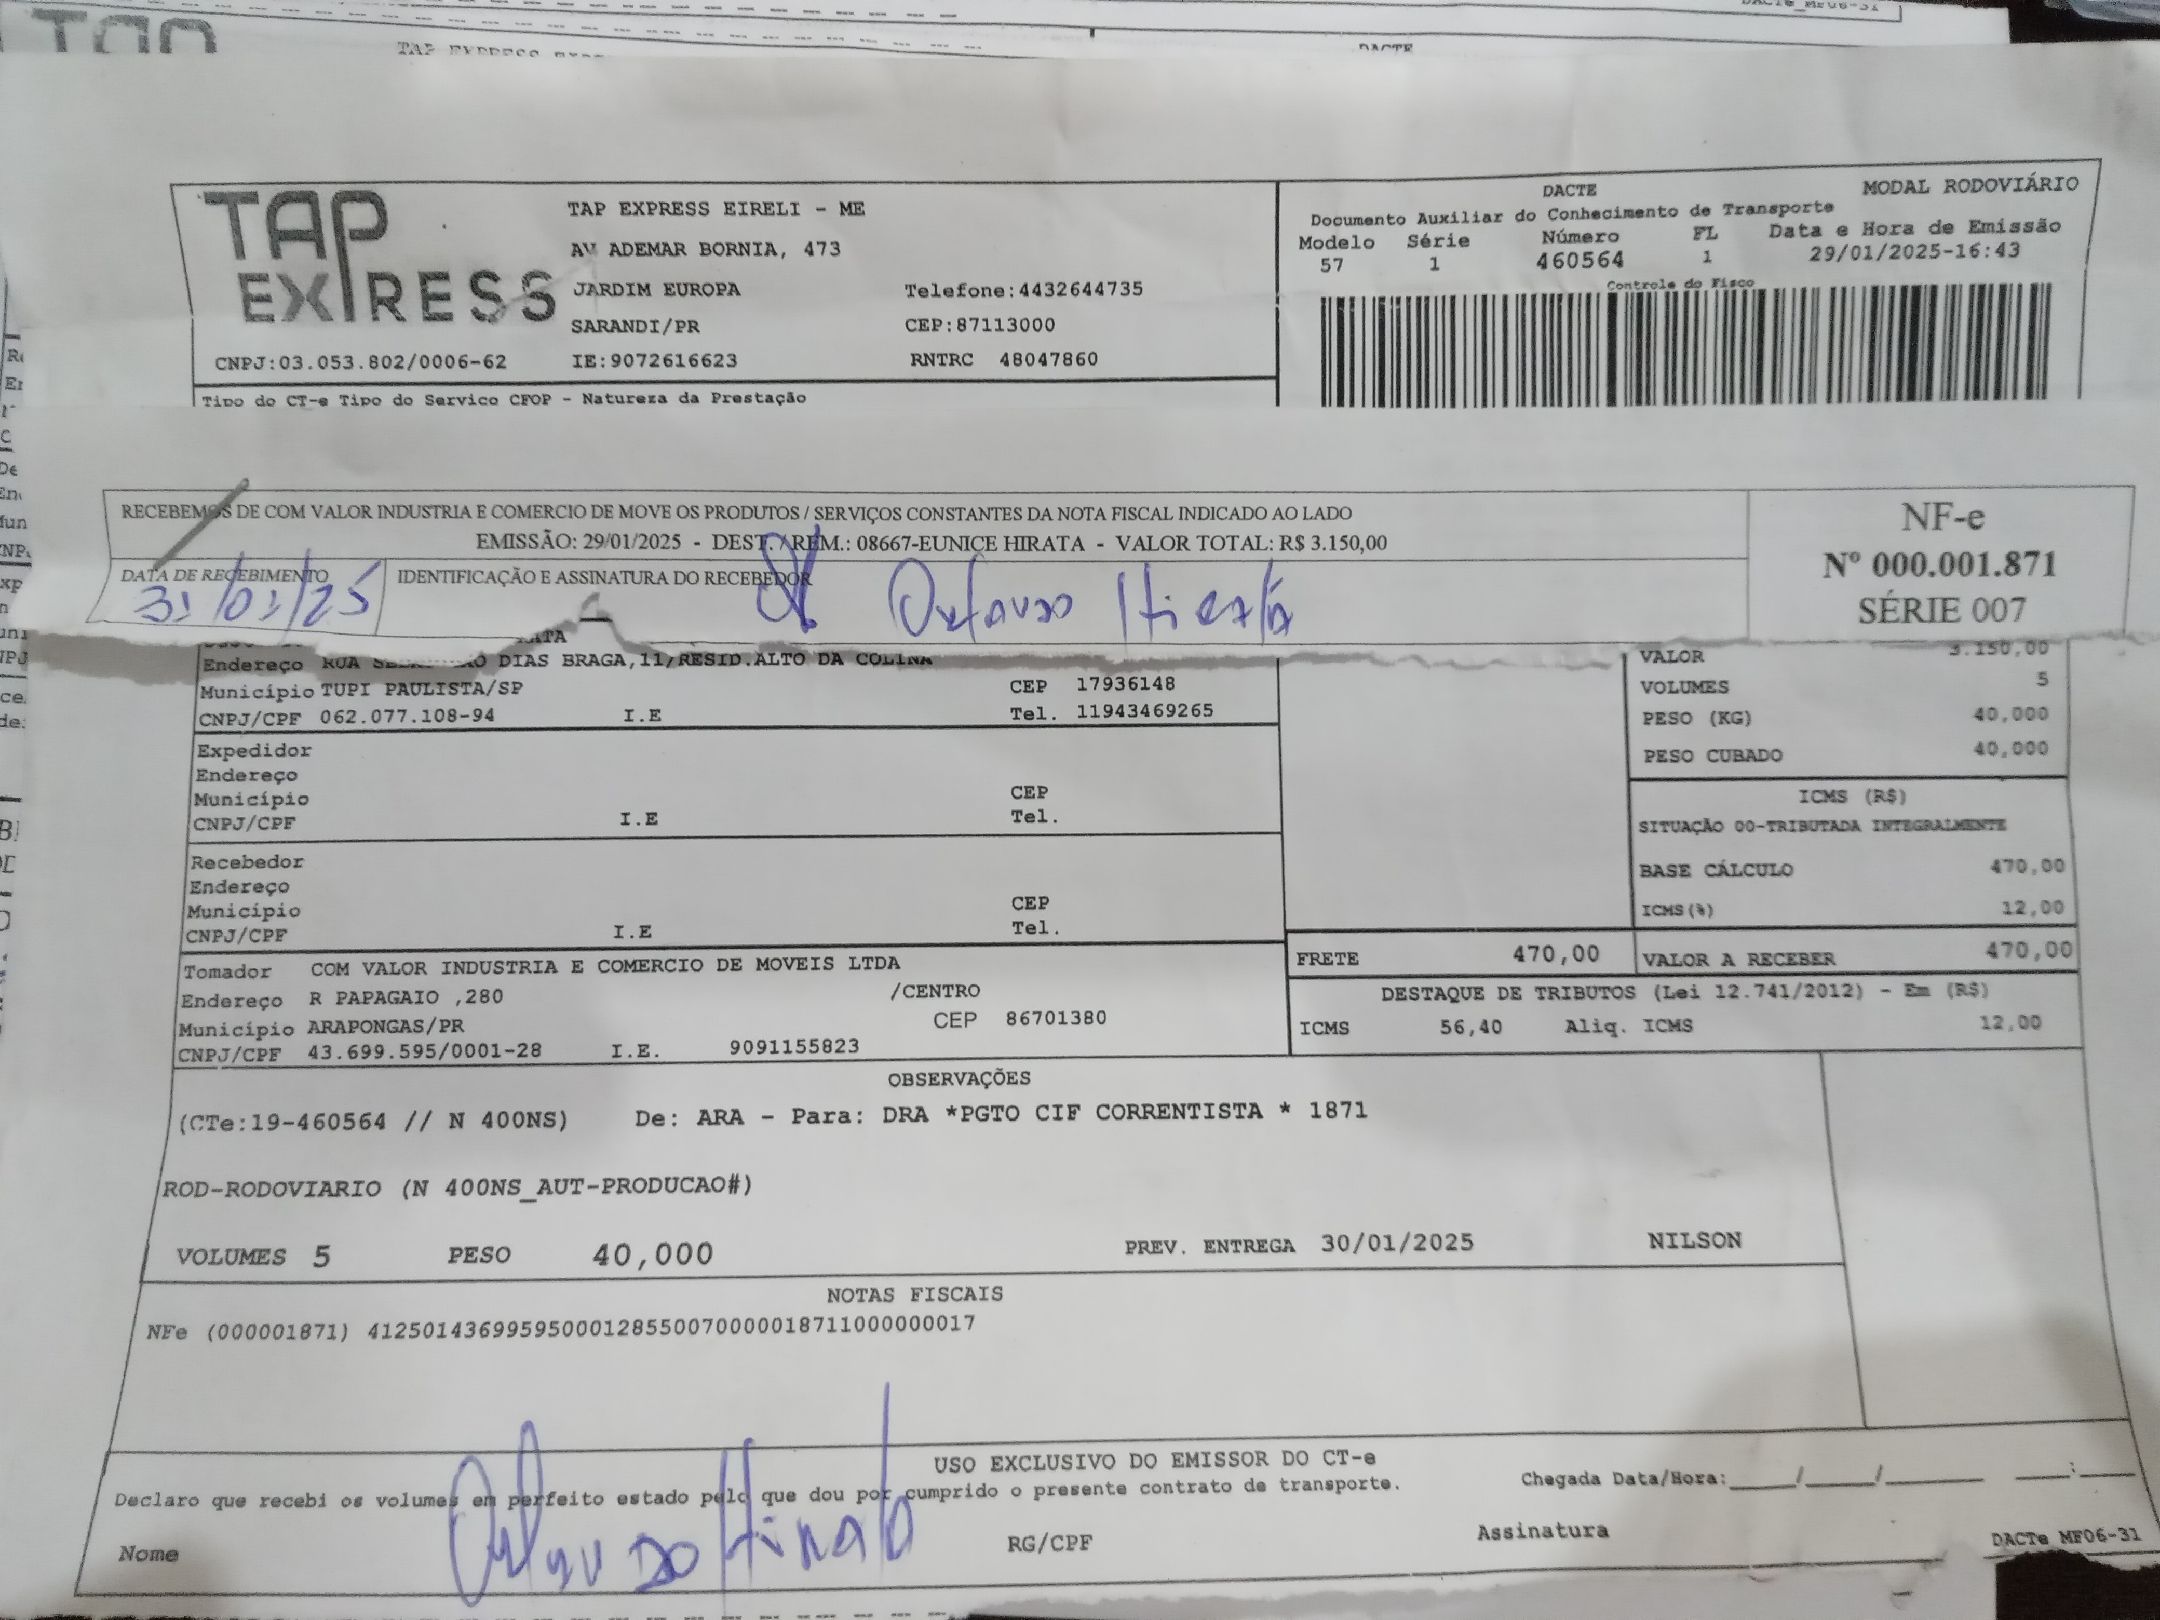 TAP EXPRESS
DACTE
TAP EXPRESS EIRELI - ME
AV ADEMAR BORNIA, 473
JARDIM EUROPA Telefone:4432644735
SARANDI/PR CEP:87113000
CNPJ:03.053.802/0006-62 IE:9072616623 RNTRC 48047860
DACTE MODAL RODOVIÁRIO
Documento Auxiliar do Conhecimento de Transporte
Modelo Série Número FL Data e Hora de Emissão
57 1 460564 1 29/01/2025-16:43
Controle do Fisco
Tipo do CT-e Tipo do Servico CFOP - Natureza da Prestação
RECEBEMOS DE COM VALOR INDUSTRIA E COMERCIO DE MOVE OS PRODUTOS / SERVIÇOS CONSTANTES DA NOTA FISCAL INDICADO AO LADO
EMISSÃO: 29/01/2025 - DEST. / REM.: 08667-EUNICE HIRATA - VALOR TOTAL: R$ 3.150,00
DATA DE RECEBIMENTO IDENTIFICAÇÃO E ASSINATURA DO RECEBEDOR
31/01/25
NF-e
Nº 000.001.871
SÉRIE 007
Endereço RUA DIAS BRAGA,11/RESID.ALTO DA COLINA
Município TUPI PAULISTA/SP CEP 17936148
CNPJ/CPF 062.077.108-94 I.E Tel. 11943469265
VALOR 3.150,00
VOLUMES 5
PESO (KG) 40,000
PESO CUBADO 40,000
Expedidor
Endereço
Município CEP
CNPJ/CPF I.E Tel.
ICMS (R$)
SITUAÇÃO 00-TRIBUTADA INTEGRALMENTE
BASE CÁLCULO 470,00
ICMS(%) 12,00
Recebedor
Endereço
Município CEP
CNPJ/CPF I.E Tel.
FRETE 470,00 VALOR A RECEBER 470,00
Tomador COM VALOR INDUSTRIA E COMERCIO DE MOVEIS LTDA
Endereço R PAPAGAIO ,280 /CENTRO
Município ARAPONGAS/PR CEP 86701380
CNPJ/CPF 43.699.595/0001-28 I.E. 9091155823
DESTAQUE DE TRIBUTOS (Lei 12.741/2012) - Em (R$)
ICMS 56,40 Aliq. ICMS 12,00
OBSERVAÇÕES
(CTe:19-460564 // N 400NS) De: ARA - Para: DRA *PGTO CIF CORRENTISTA * 1871
ROD-RODOVIARIO (N 400NS_AUT-PRODUCAO#)
VOLUMES 5 PESO 40,000 PREV. ENTREGA 30/01/2025 NILSON
NOTAS FISCAIS
NFe (000001871) 41250143699595000128550070000018711000000017
USO EXCLUSIVO DO EMISSOR DO CT-e
Declaro que recebi os volumes em perfeito estado pelo que dou por cumprido o presente contrato de transporte. Chegada Data/Hora:____/____/______ ___:___
Nome RG/CPF Assinatura
DACTe MF06-31